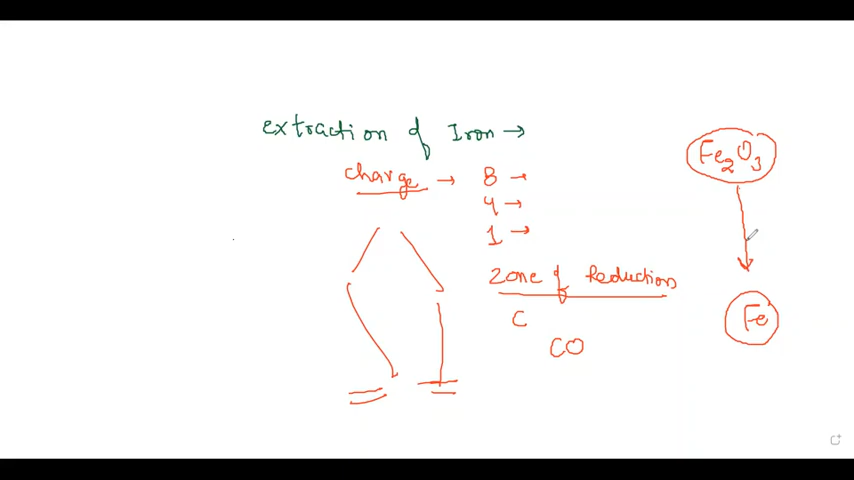 extraction of Iron →
charge → 8 →
4 →
1 →
Zone of Reduction
C
CO
Fe2O3
Fe